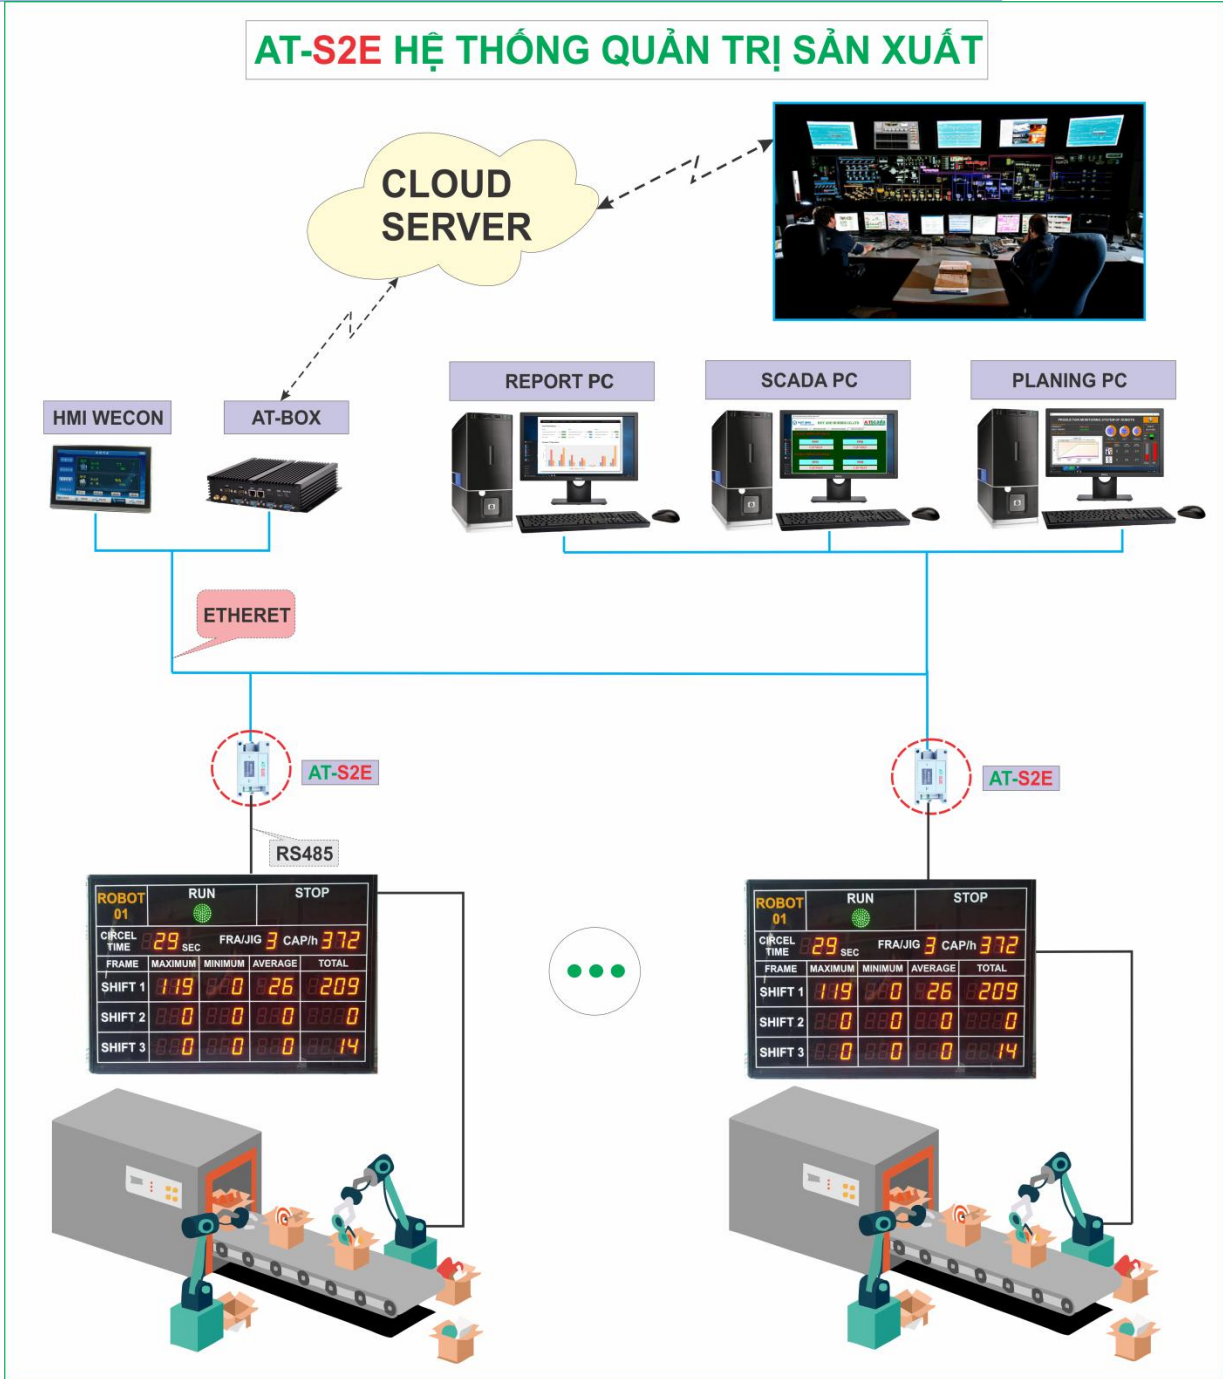 AT-S2E HỆ THỐNG QUẢN TRỊ SẢN XUẤT
CLOUD
SERVER
REPORT PC
SCADA PC
PLANING PC
HMI WECON
AT-BOX
ETHERET
AT-S2E
AT-S2E
RS485
ROBOT
01
RUN
STOP
CIRCEL
TIME
29 SEC
FRA/JIG 3 CAP/h 372
FRAME MAXIMUM MINIMUM AVERAGE TOTAL
SHIFT 1 119 0 26 209
SHIFT 2 0 0 0 0
SHIFT 3 0 0 0 14
ROBOT
01
RUN
STOP
CIRCEL
TIME
29 SEC
FRA/JIG 3 CAP/h 372
FRAME MAXIMUM MINIMUM AVERAGE TOTAL
SHIFT 1 119 0 26 209
SHIFT 2 0 0 0 0
SHIFT 3 0 0 0 14